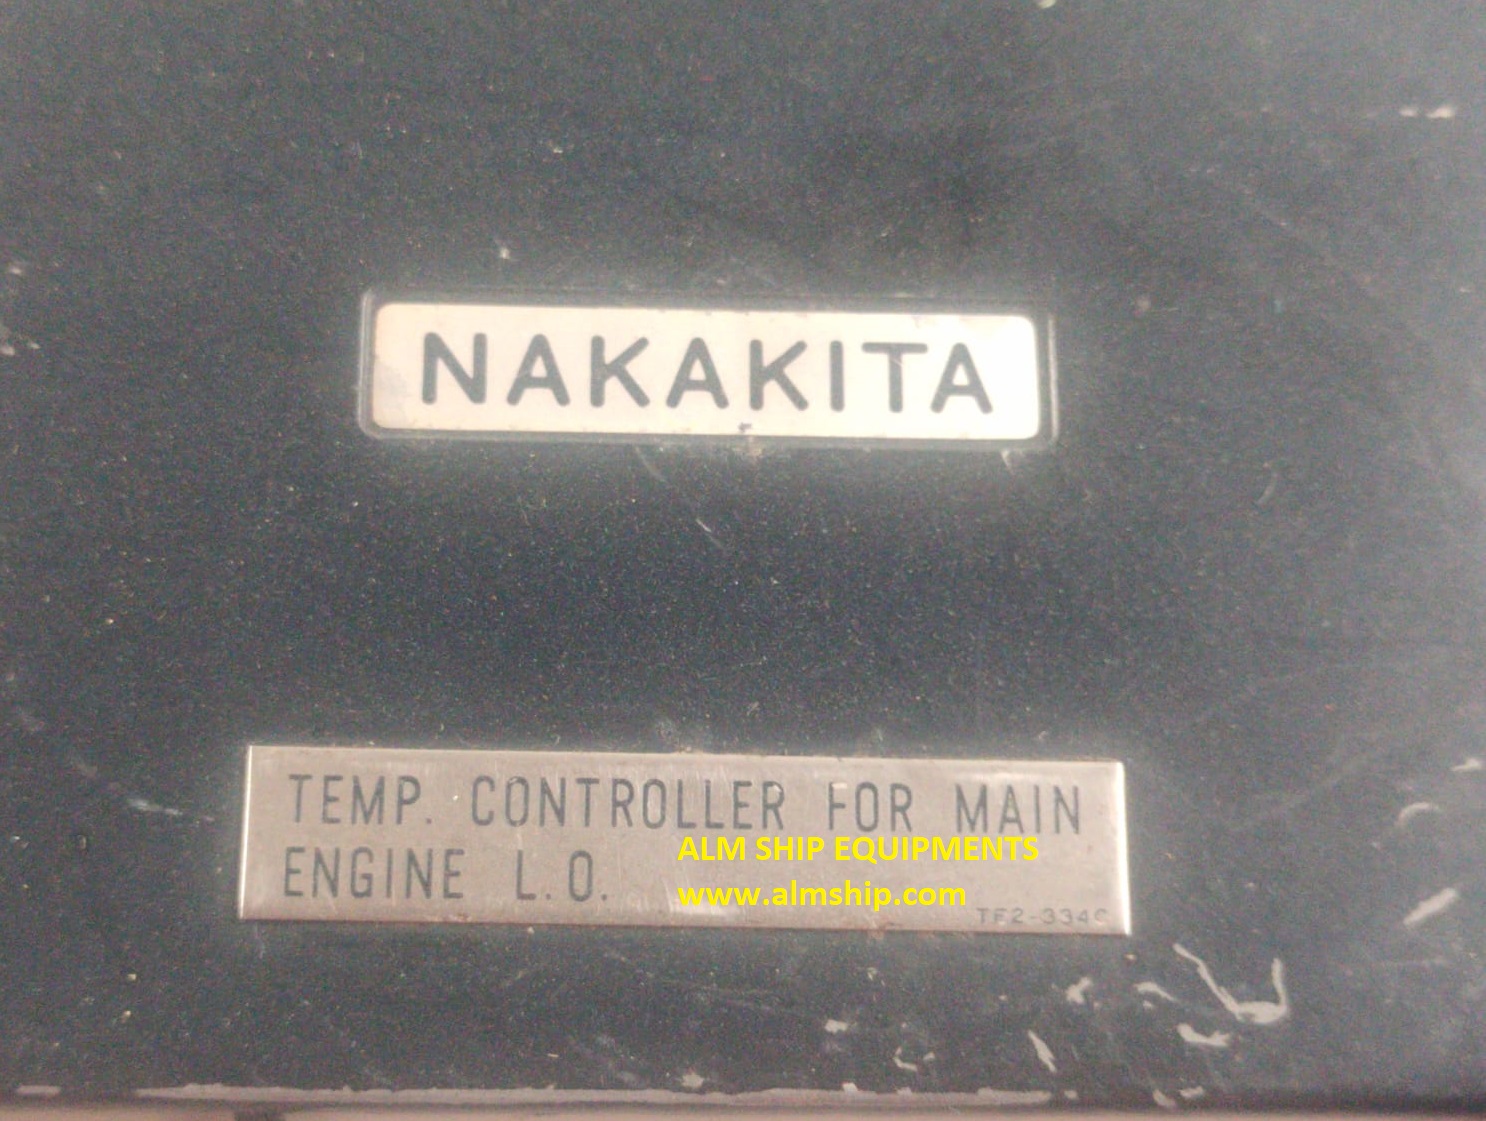 NAKAKITA
TEMP. CONTROLLER FOR MAIN
ENGINE L.O.
ALM SHIP EQUIPMENTS
www.almship.com